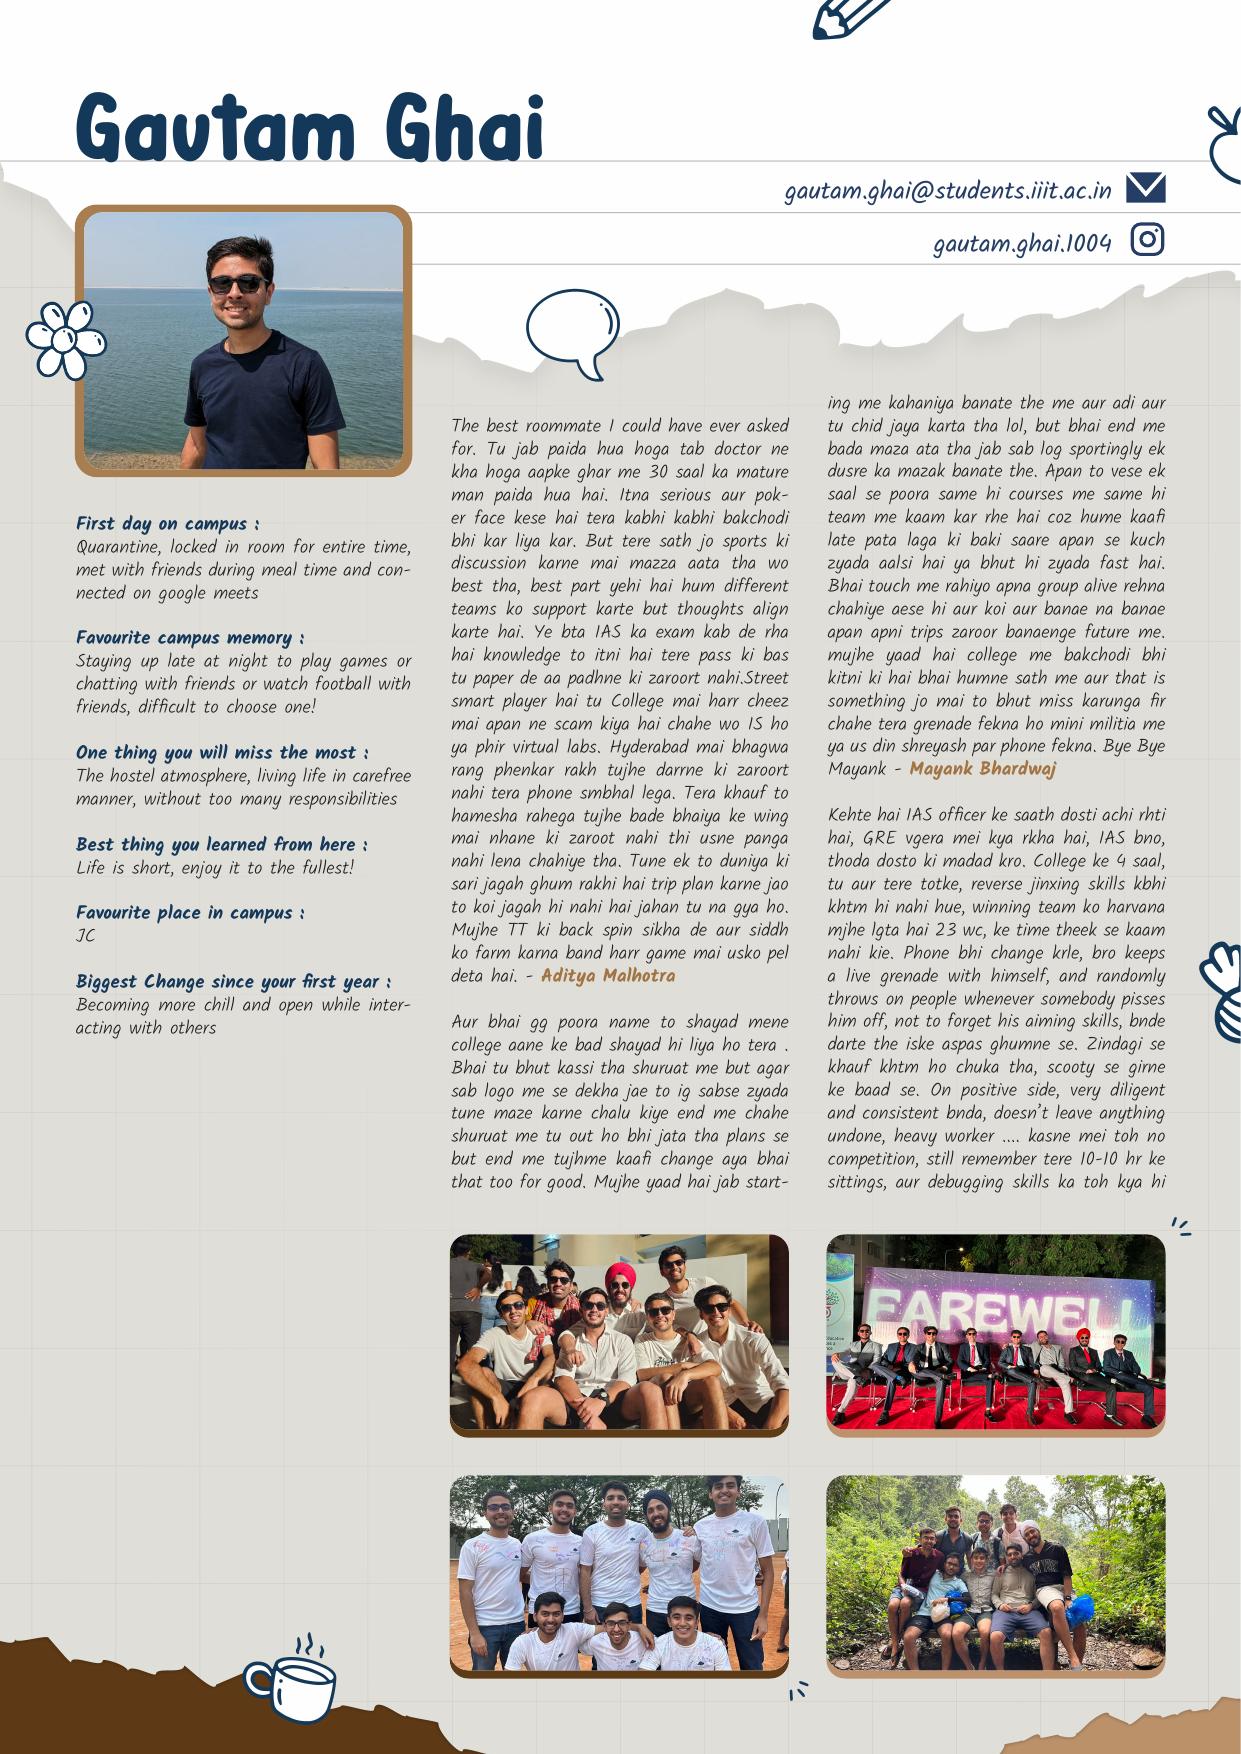 Gautam Ghai
gautam.ghai@students.iiit.ac.in
gautam.ghai.1004
First day on campus :
Quarantine, locked in room for entire time,
met with friends during meal time and con-
nected on google meets
Favourite campus memory :
Staying up late at night to play games or
chatting with friends or watch football with
friends, difficult to choose one!
One thing you will miss the most :
The hostel atmosphere, living life in carefree
manner, without too many responsibilities
Best thing you learned from here :
Life is short, enjoy it to the fullest!
Favourite place in campus :
JC
Biggest Change since your first year :
Becoming more chill and open while inter-
acting with others
The best roommate I could have ever asked
for. Tu jab paida hua hoga tab doctor ne
kha hoga aapke ghar me 30 saal ka mature
man paida hua hai. Itna serious aur pok-
er face kese hai tera kabhi kabhi bakchodi
bhi kar liya kar. But tere sath jo sports ki
discussion karne mai mazza aata tha wo
best tha, best part yehi hai hum different
teams ko support karte but thoughts align
karte hai. Ye bta IAS ka exam kab de rha
hai knowledge to itni hai tere pass ki bas
tu paper de aa padhne ki zaroort nahi.Street
smart player hai tu College mai harr cheez
mai apan ne scam kiya hai chahe wo IS ho
ya phir virtual labs. Hyderabad mai bhagwa
rang phenkar rakh tujhe darrne ki zaroort
nahi tera phone smbhal lega. Tera khauf to
hamesha rahega tujhe bade bhaiya ke wing
mai nhane ki zaroot nahi thi usne panga
nahi lena chahiye tha. Tune ek to duniya ki
sari jagah ghum rakhi hai trip plan karne jao
to koi jagah hi nahi hai jahan tu na gya ho.
Mujhe TT ki back spin sikha de aur siddh
ko farm karna band harr game mai usko pel
deta hai. - Aditya Malhotra
Aur bhai gg poora name to shayad mene
college aane ke bad shayad hi liya ho tera .
Bhai tu bhut kassi tha shuruat me but agar
sab logo me se dekha jae to ig sabse zyada
tune maze karne chalu kiye end me chahe
shuruat me tu out ho bhi jata tha plans se
but end me tujhme kaafi change aya bhai
that too for good. Mujhe yaad hai jab start-
ing me kahaniya banate the me aur adi aur
tu chid jaya karta tha lol, but bhai end me
bada maza ata tha jab sab log sportingly ek
dusre ka mazak banate the. Apan to vese ek
saal se poora same hi courses me same hi
team me kaam kar rhe hai coz hume kaafi
late pata laga ki baki saare apan se kuch
zyada aalsi hai ya bhut hi zyada fast hai.
Bhai touch me rahiyo apna group alive rehna
chahiye aese hi aur koi aur banae na banae
apan apni trips zaroor banaenge future me.
mujhe yaad hai college me bakchodi bhi
kitni ki hai bhai humne sath me aur that is
something jo mai to bhut miss karunga fir
chahe tera grenade fekna ho mini militia me
ya us din shreyash par phone fekna. Bye Bye
Mayank - Mayank Bhardwaj
Kehte hai IAS officer ke saath dosti achi rhti
hai, GRE vgera mei kya rkha hai, IAS bno,
thoda dosto ki madad kro. College ke 4 saal,
tu aur tere totke, reverse jinxing skills kbhi
khtm hi nahi hue, winning team ko harvana
mjhe lgta hai 23 wc, ke time theek se kaam
nahi kie. Phone bhi change krle, bro keeps
a live grenade with himself, and randomly
throws on people whenever somebody pisses
him off, not to forget his aiming skills, bnde
darte the iske aspas ghumne se. Zindagi se
khauf khtm ho chuka tha, scooty se girne
ke baad se. On positive side, very diligent
and consistent bnda, doesn't leave anything
undone, heavy worker .... kasne mei toh no
competition, still remember tere 10-10 hr ke
sittings, aur debugging skills ka toh kya hi
FAREWELL